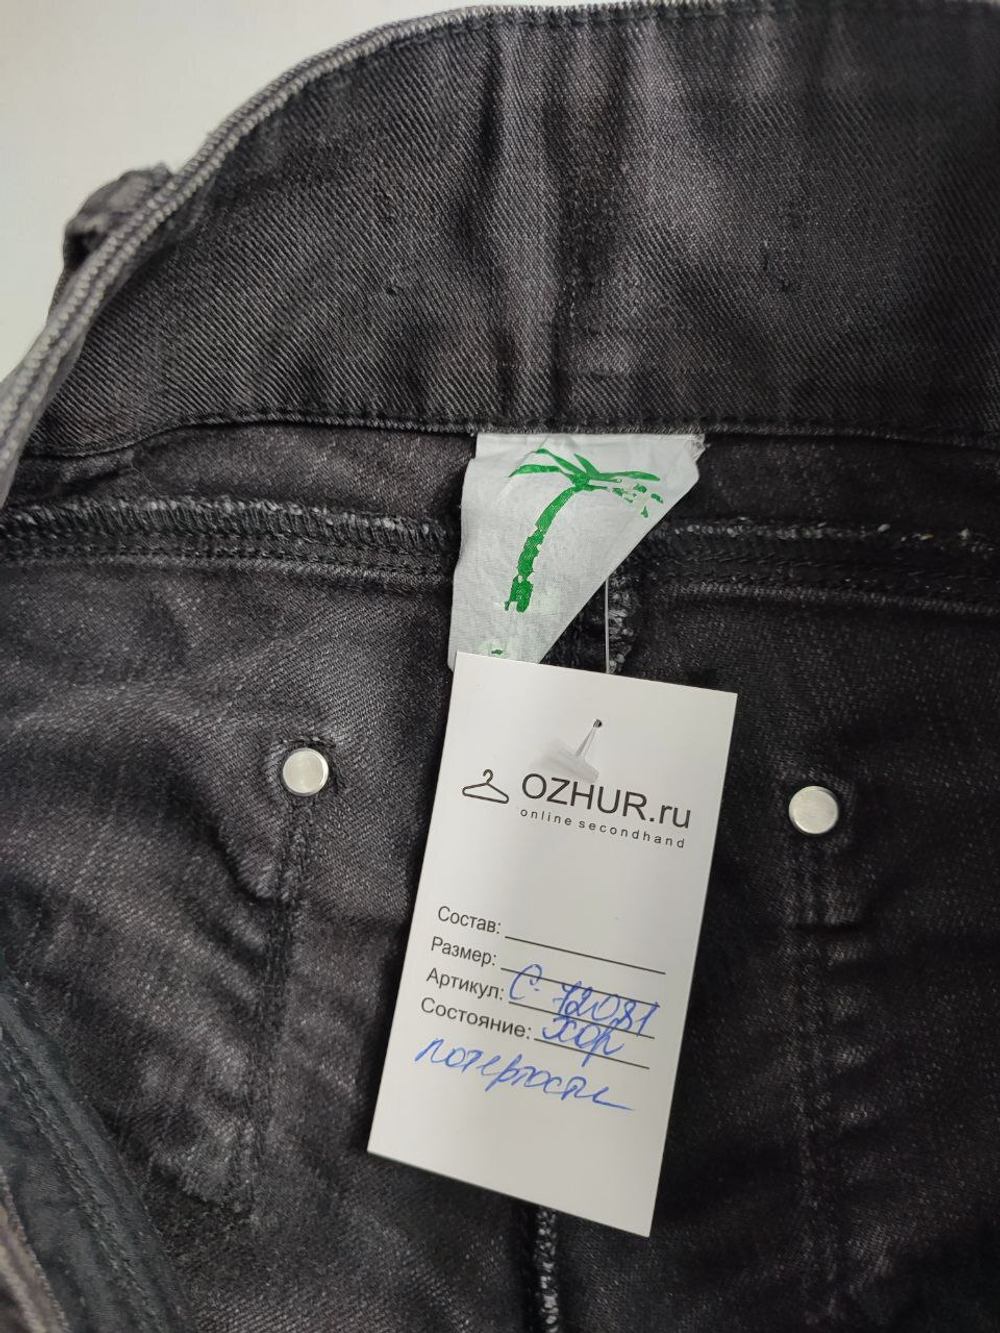 OZHUR.ru
online secondhand
Состав:
Размер:
Артикул: С-72081
Состояние: хор
потертости